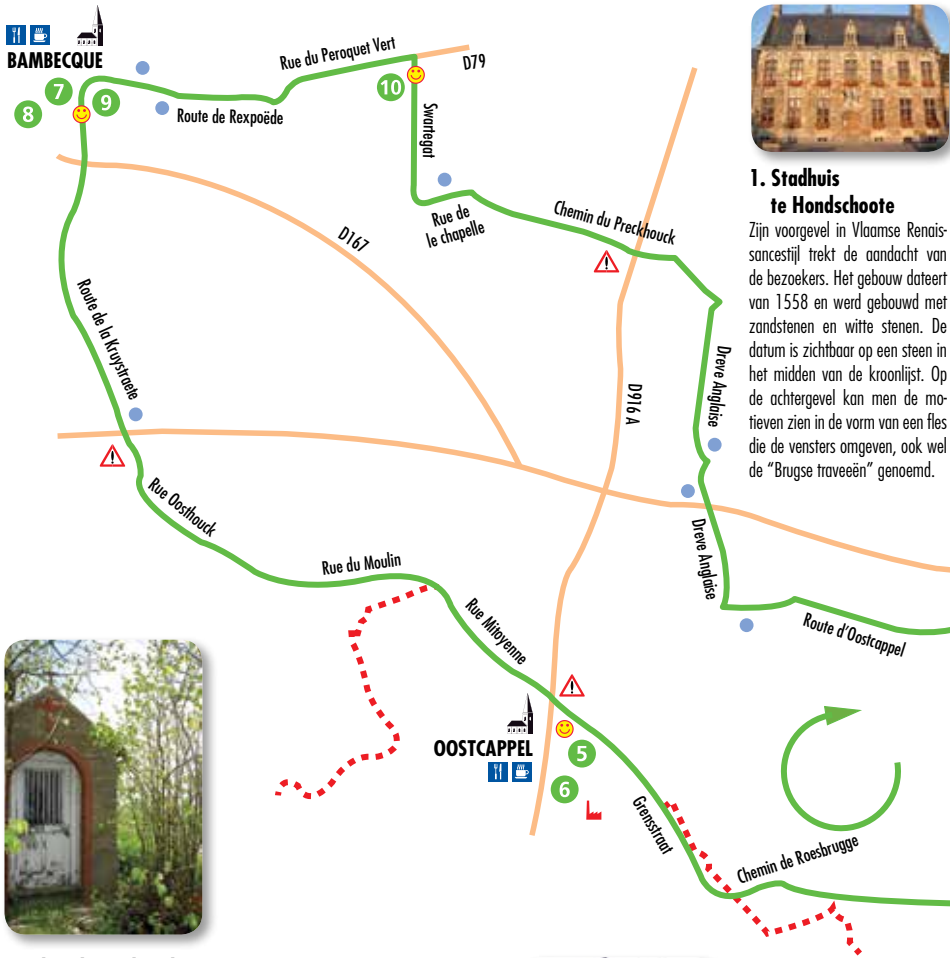 BAMBECQUE
7
8
9
Route de Rexpoëde
Rue du Peroquet Vert
D79
10
Swartegat
Rue de
le chapelle
Chemin du Preckhouck
D167
D916 A
Route de la Kruystraete
Rue Oosthouck
Rue du Moulin
Rue Mitoyenne
Dreve Anglaise
Dreve Anglaise
Route d'Oostcappel
OOSTCAPPEL
5
6
Grensstraat
Chemin de Roesbrugge
1. Stadhuis
te Hondschoote
Zijn voorgevel in Vlaamse Renais-
sancestijl trekt de aandacht van
de bezoekers. Het gebouw dateert
van 1558 en werd gebouwd met
zandstenen en witte stenen. De
datum is zichtbaar op een steen in
het midden van de kroonlijst. Op
de achtergevel kan men de mo-
tieven zien in de vorm van een fles
die de vensters omgeven, ook wel
de “Brugse traveeën” genoemd.